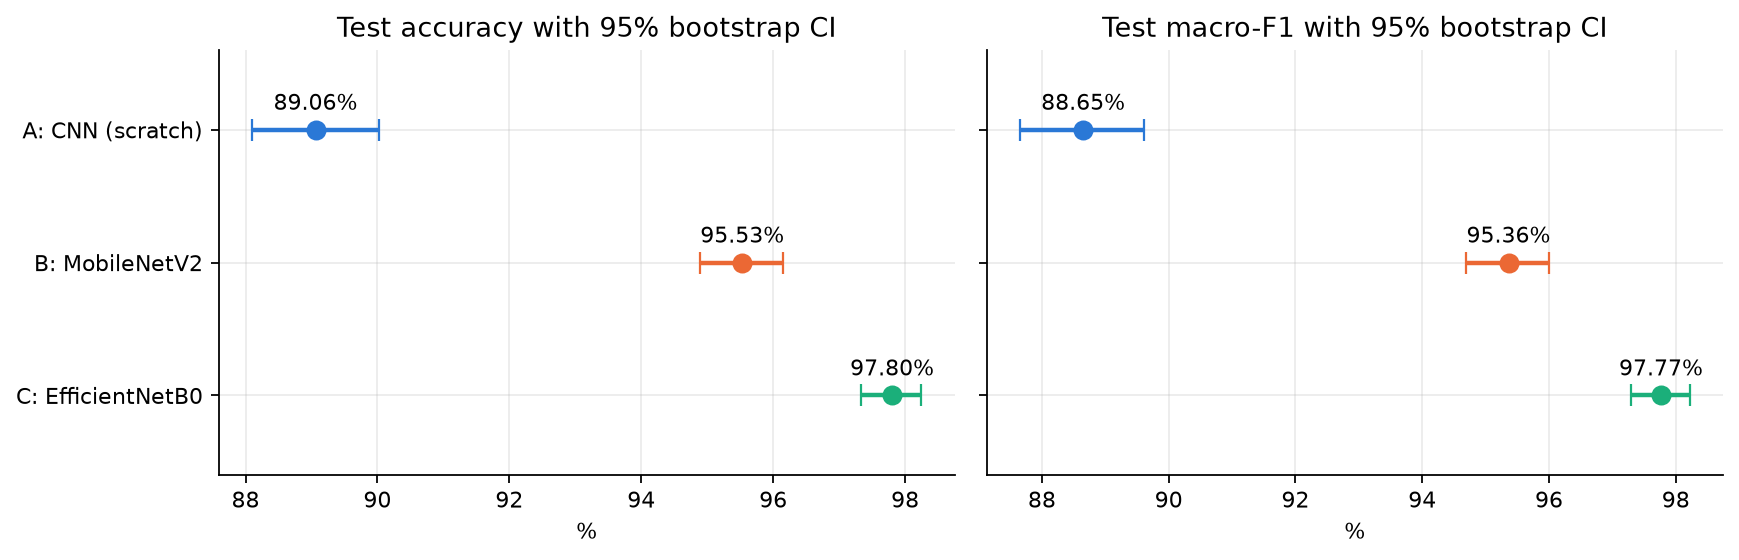 Test accuracy with 95% bootstrap CI
89.06%
A: CNN (scratch)
95.53%
B: MobileNetV2
97.80%
C: EfficientNetB0
88 90 92 94 96 98
%
Test macro-F1 with 95% bootstrap CI
88.65%
95.36%
97.77%
88 90 92 94 96 98
%